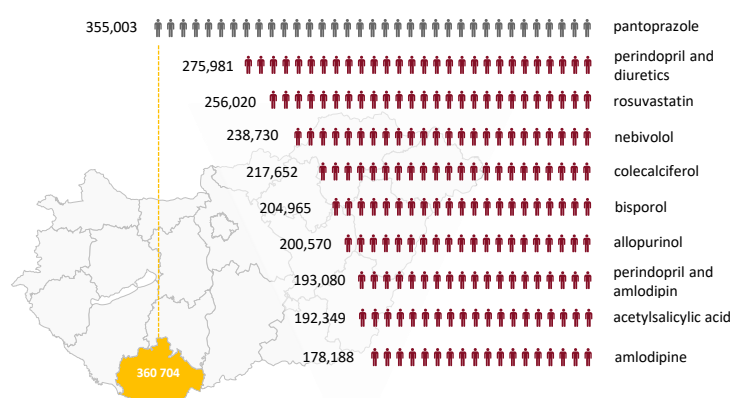 355,003 pantoprazole
275,981 perindopril and
diuretics
256,020 rosuvastatin
238,730 nebivolol
217,652 colecalciferol
204,965 bisporol
200,570 allopurinol
193,080 perindopril and
amlodipin
192,349 acetylsalicylic acid
178,188 amlodipine
360 704